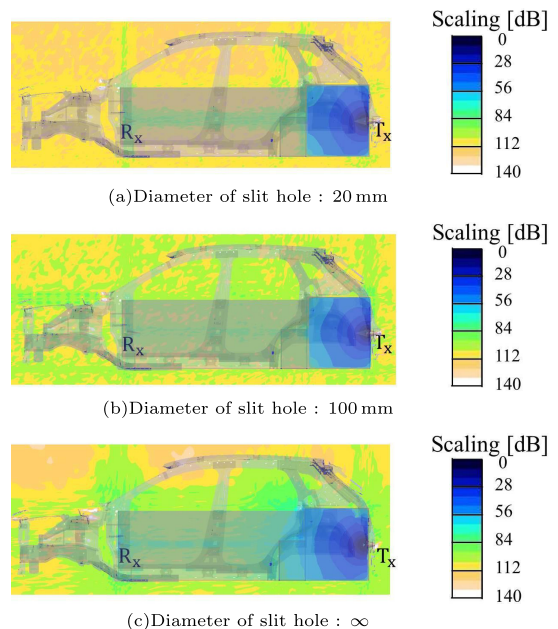 Scaling [dB]
0
28
56
84
112
140
Rx
Tx
(a)Diameter of slit hole : 20 mm
Scaling [dB]
0
28
56
84
112
140
Rx
Tx
(b)Diameter of slit hole : 100 mm
Scaling [dB]
0
28
56
84
112
140
Rx
Tx
(c)Diameter of slit hole : ∞